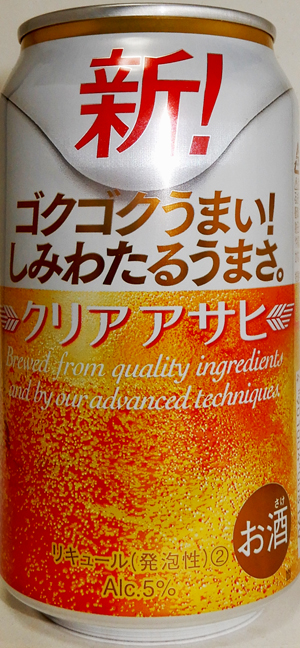 新!
ゴクゴクうまい!
しみわたるうまさ。
クリア アサヒ
Brewed from quality ingredients
and by our advanced techniques.
さけ
お酒
リキュール(発泡性)②
Alc.5%